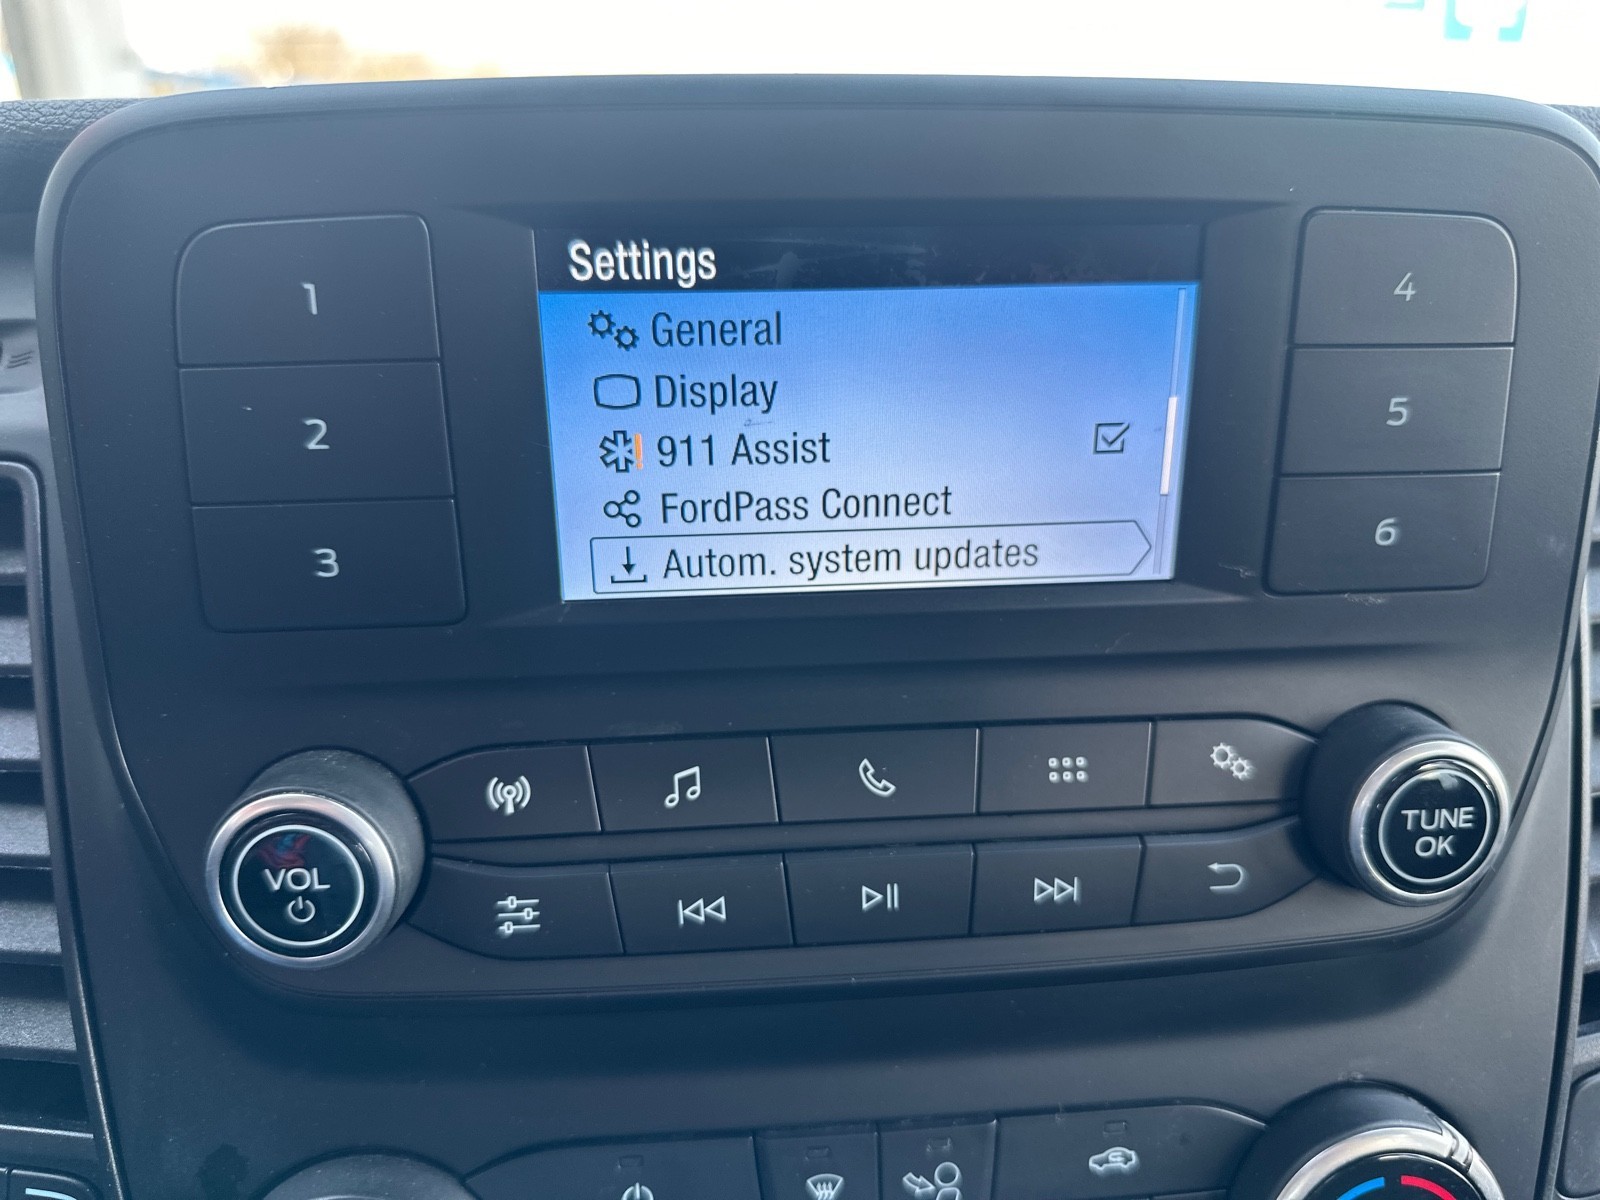 Settings
General
Display
911 Assist
FordPass Connect
Autom. system updates
1
2
3
4
5
6
VOL
TUNE
OK